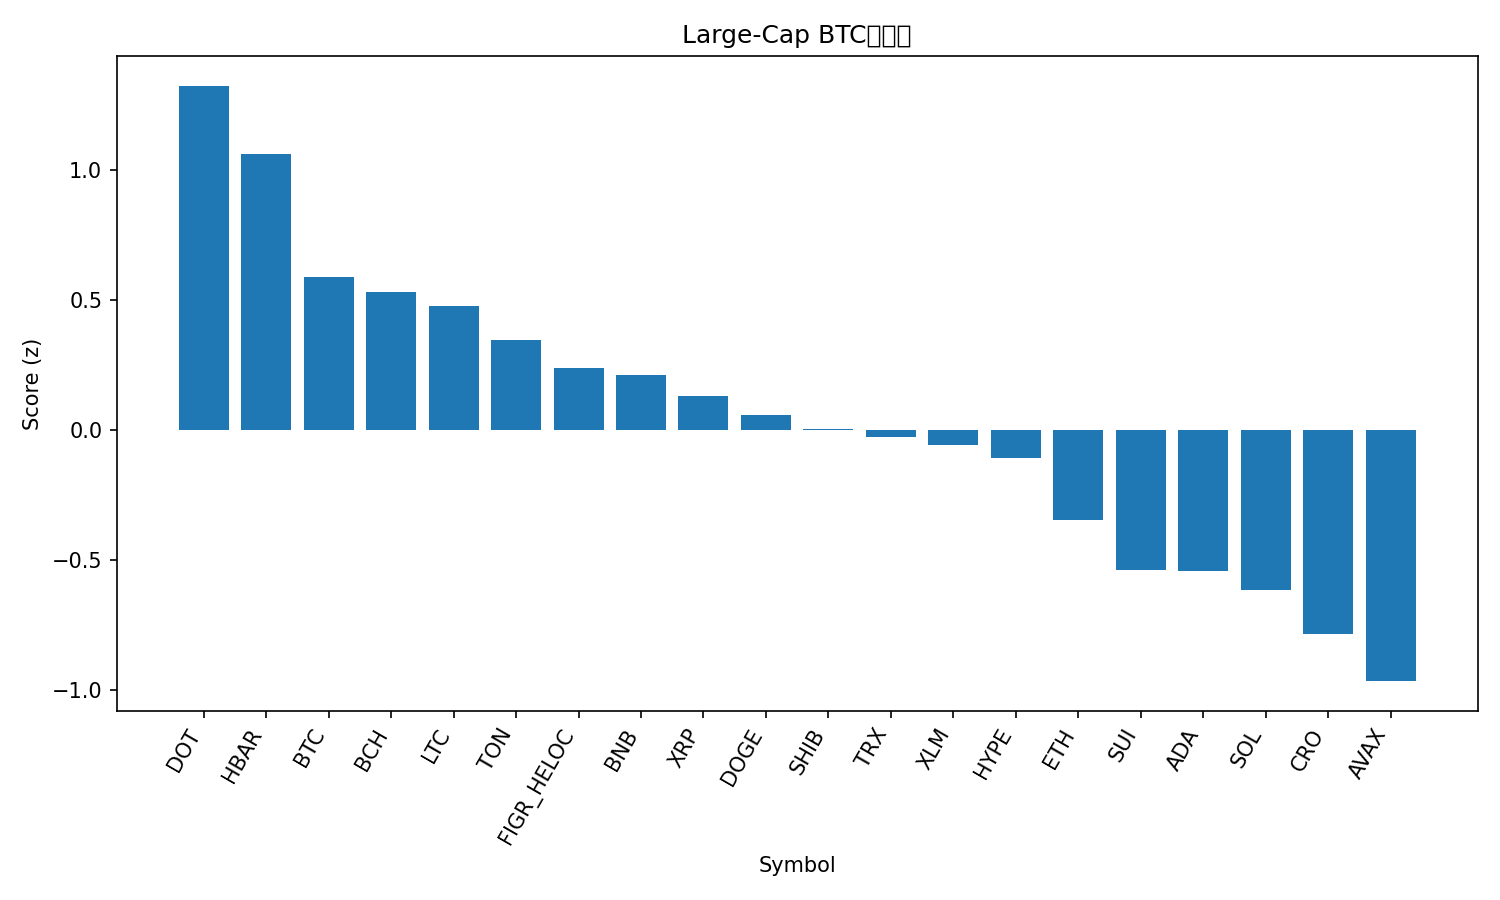 Large-Cap BTC
1.0
0.5
0.0
−0.5
−1.0
Score (z)
DOT
HBAR
BTC
BCH
LTC
TON
FIGR_HELOC
BNB
XRP
DOGE
SHIB
TRX
XLM
HYPE
ETH
SUI
ADA
SOL
CRO
AVAX
Symbol